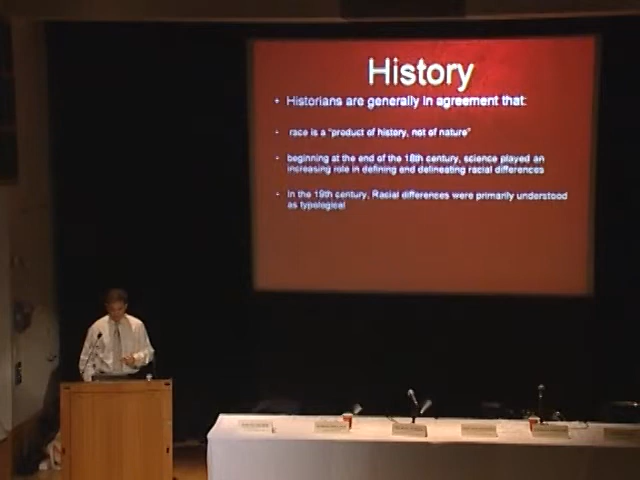 History
• Historians are generally in agreement that:
- race is a "product of history, not of nature"
- beginning at the end of the 18th century, science played an
increasing role in defining and delineating racial differences
- In the 19th century, Racial differences were primarily understood
as typological